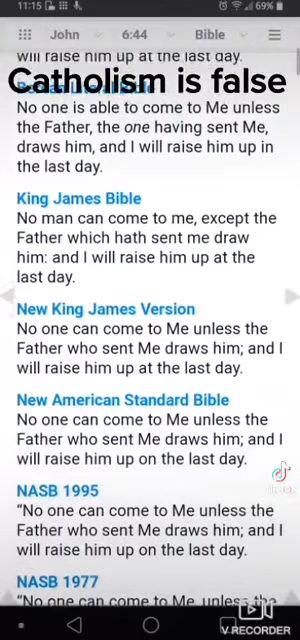 11:15
69%
John 6:44 Bible
will raise him up at the last day.
Catholism is false
No one is able to come to Me unless
the Father, the one having sent Me,
draws him, and I will raise him up in
the last day.
King James Bible
No man can come to me, except the
Father which hath sent me draw
him: and I will raise him up at the
last day.
New King James Version
No one can come to Me unless the
Father who sent Me draws him; and I
will raise him up at the last day.
New American Standard Bible
No one can come to Me unless the
Father who sent Me draws him; and I
will raise him up on the last day.
NASB 1995
“No one can come to Me unless the
Father who sent Me draws him; and I
will raise him up on the last day.
NASB 1977
“No one can come to Me, unless the
V.RECORDER